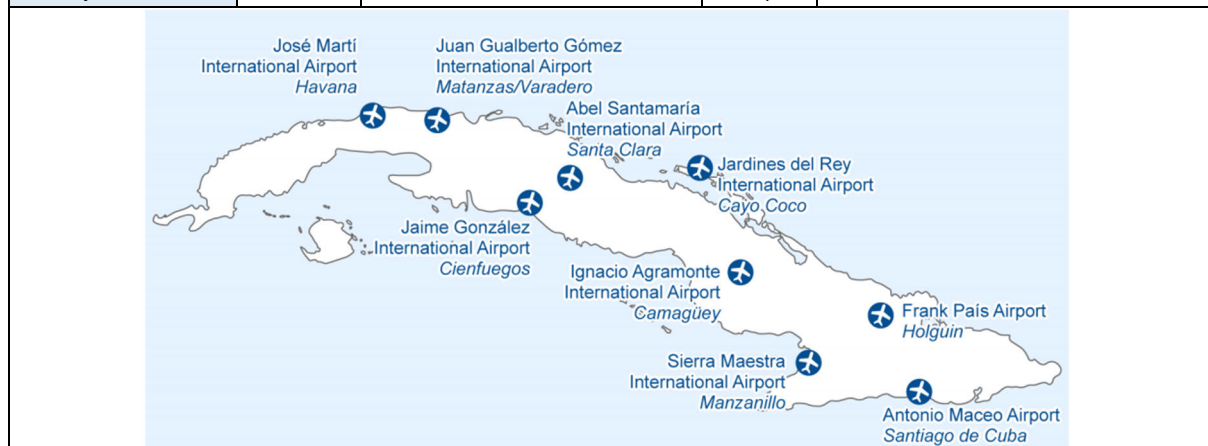 José Martí
International Airport
Havana
Juan Gualberto Gómez
International Airport
Matanzas/Varadero
Abel Santamaría
International Airport
Santa Clara
Jardines del Rey
International Airport
Cayo Coco
Jaime González
International Airport
Cienfuegos
Ignacio Agramonte
International Airport
Camagüey
Frank País Airport
Holguin
Sierra Maestra
International Airport
Manzanillo
Antonio Maceo Airport
Santiago de Cuba